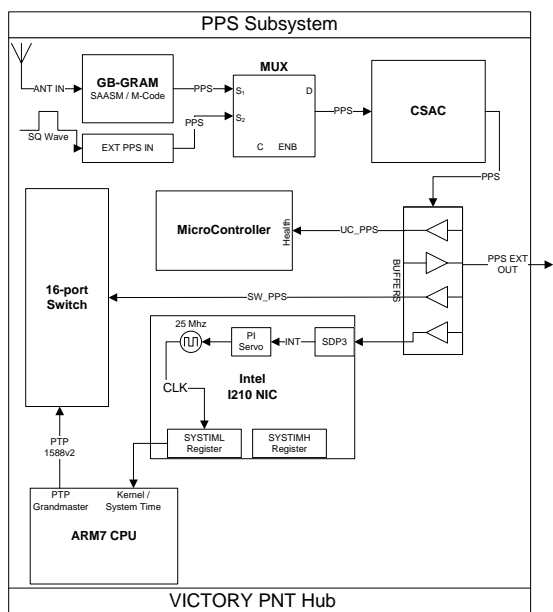 PPS Subsystem
ANT IN
GB-GRAM
SAASM / M-Code
PPS
SQ Wave
EXT PPS IN
PPS
MUX
S1
D
S2
C ENB
PPS
CSAC
PPS
MicroController
Health
UC_PPS
BUFFERS
PPS EXT
OUT
16-port
Switch
SW_PPS
25 Mhz
PI
Servo
INT
SDP3
CLK
Intel
I210 NIC
SYSTIML
Register
SYSTIMH
Register
PTP
1588v2
PTP
Grandmaster
Kernel /
System Time
ARM7 CPU
VICTORY PNT Hub